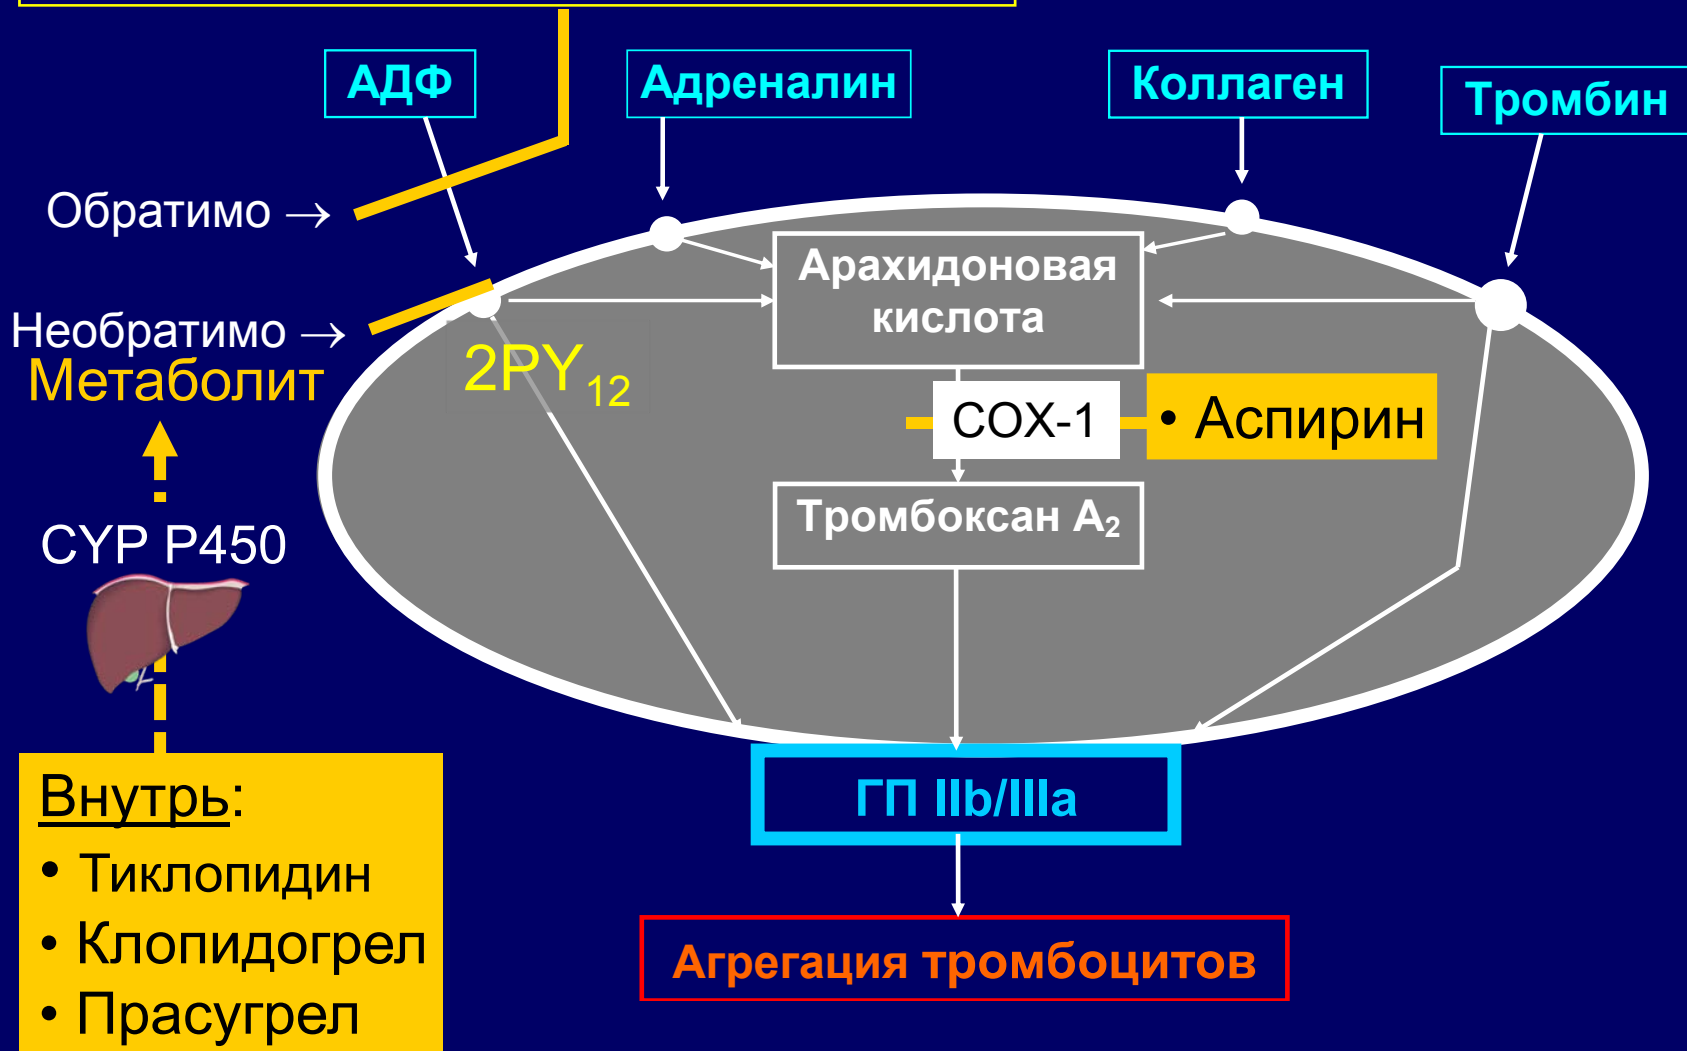 АДФ
Адреналин
Коллаген
Тромбин
Обратимо →
Необратимо →
Метаболит
Арахидоновая
кислота
2PY₁₂
COX-1
• Аспирин
Тромбоксан А₂
CYP P450
ГП IIb/IIIa
Внутрь:
• Тиклопидин
• Клопидогрел
• Прасугрел
Агрегация тромбоцитов